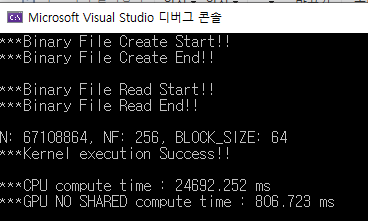 Microsoft Visual Studio 디버그 콘솔
***Binary File Create Start!!
***Binary File Create End!!
***Binary File Read Start!!
***Binary File Read End!!
N: 67108864, NF: 256, BLOCK_SIZE: 64
***Kernel execution Success!!
***CPU compute time : 24692.252 ms
***GPU NO SHARED compute time : 806.723 ms